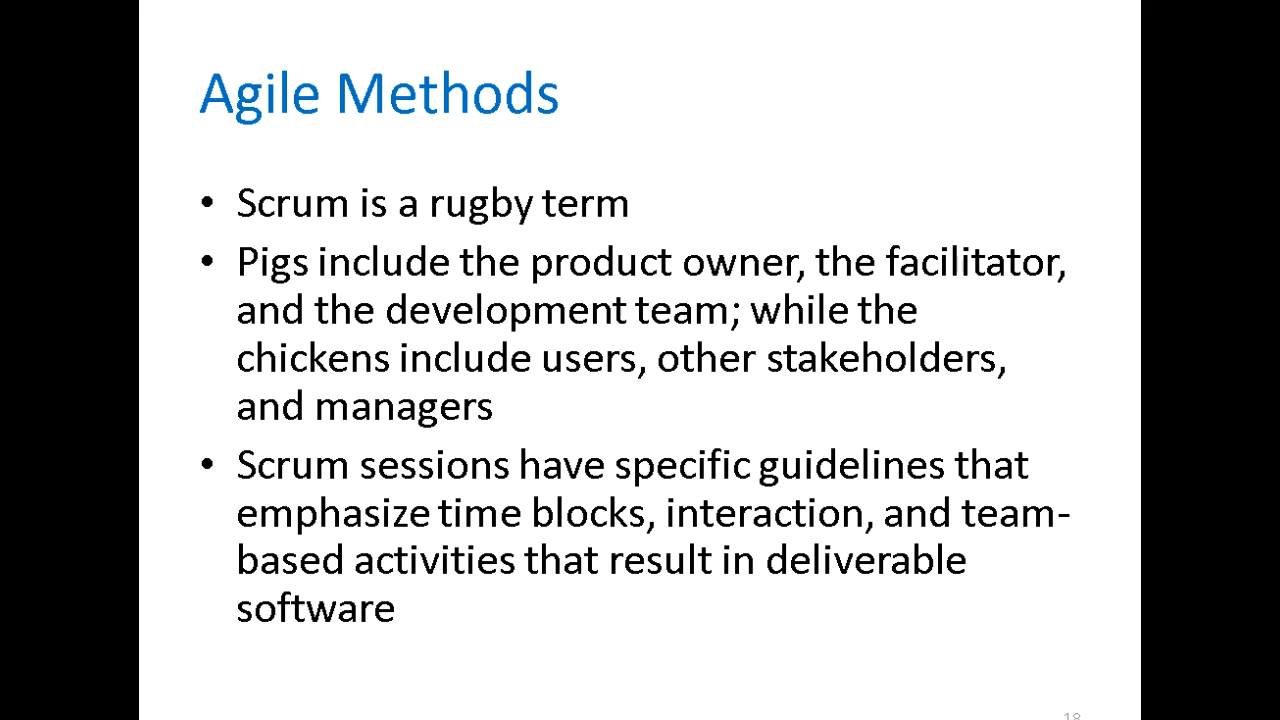 Agile Methods
• Scrum is a rugby term
• Pigs include the product owner, the facilitator,
and the development team; while the
chickens include users, other stakeholders,
and managers
• Scrum sessions have specific guidelines that
emphasize time blocks, interaction, and team-
based activities that result in deliverable
software
18